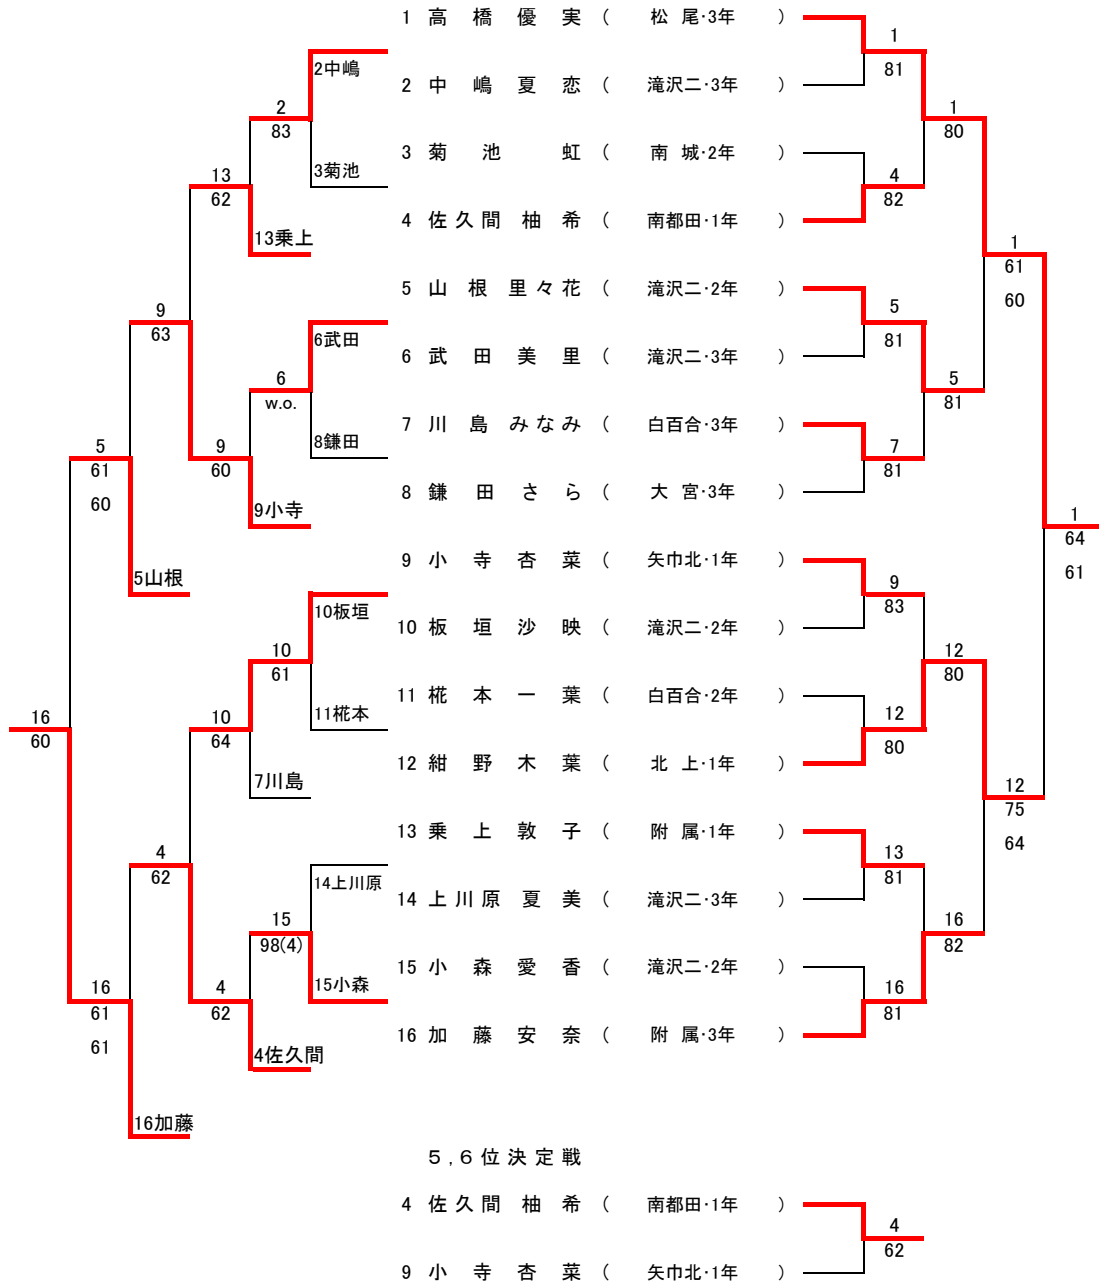 1 高橋優実 ( 松尾・3年 )
1
81
2中嶋
2 中嶋夏恋 ( 滝沢二・3年 )
2
83
1
80
3 菊池 虹 ( 南城・2年 )
3菊池
4
82
13
62
4 佐久間柚希 ( 南都田・1年 )
13乗上
1
61
60
5 山根里々花 ( 滝沢二・2年 )
9
63
5
81
6武田
6 武田美里 ( 滝沢二・3年 )
6
w.o.
5
81
7 川島みなみ ( 白百合・3年 )
8鎌田
5
61
60
9
60
7
81
8 鎌田さら ( 大宮・3年 )
9小寺
1
64
61
9 小寺杏菜 ( 矢巾北・1年 )
5山根
9
83
10板垣
10 板垣沙映 ( 滝沢二・2年 )
10
61
12
80
11 椛本一葉 ( 白百合・2年 )
11椛本
16
60
10
64
12
80
12 紺野木葉 ( 北上・1年 )
7川島
12
75
64
13 乗上敦子 ( 附属・1年 )
4
62
13
81
14上川原
14 上川原夏美 ( 滝沢二・3年 )
15
98(4)
16
82
15 小森愛香 ( 滝沢二・2年 )
15小森
16
61
61
4
62
16
81
16 加藤安奈 ( 附属・3年 )
4佐久間
16加藤
５,６位決定戦
4 佐久間柚希 ( 南都田・1年 )
4
62
9 小寺杏菜 ( 矢巾北・1年 )